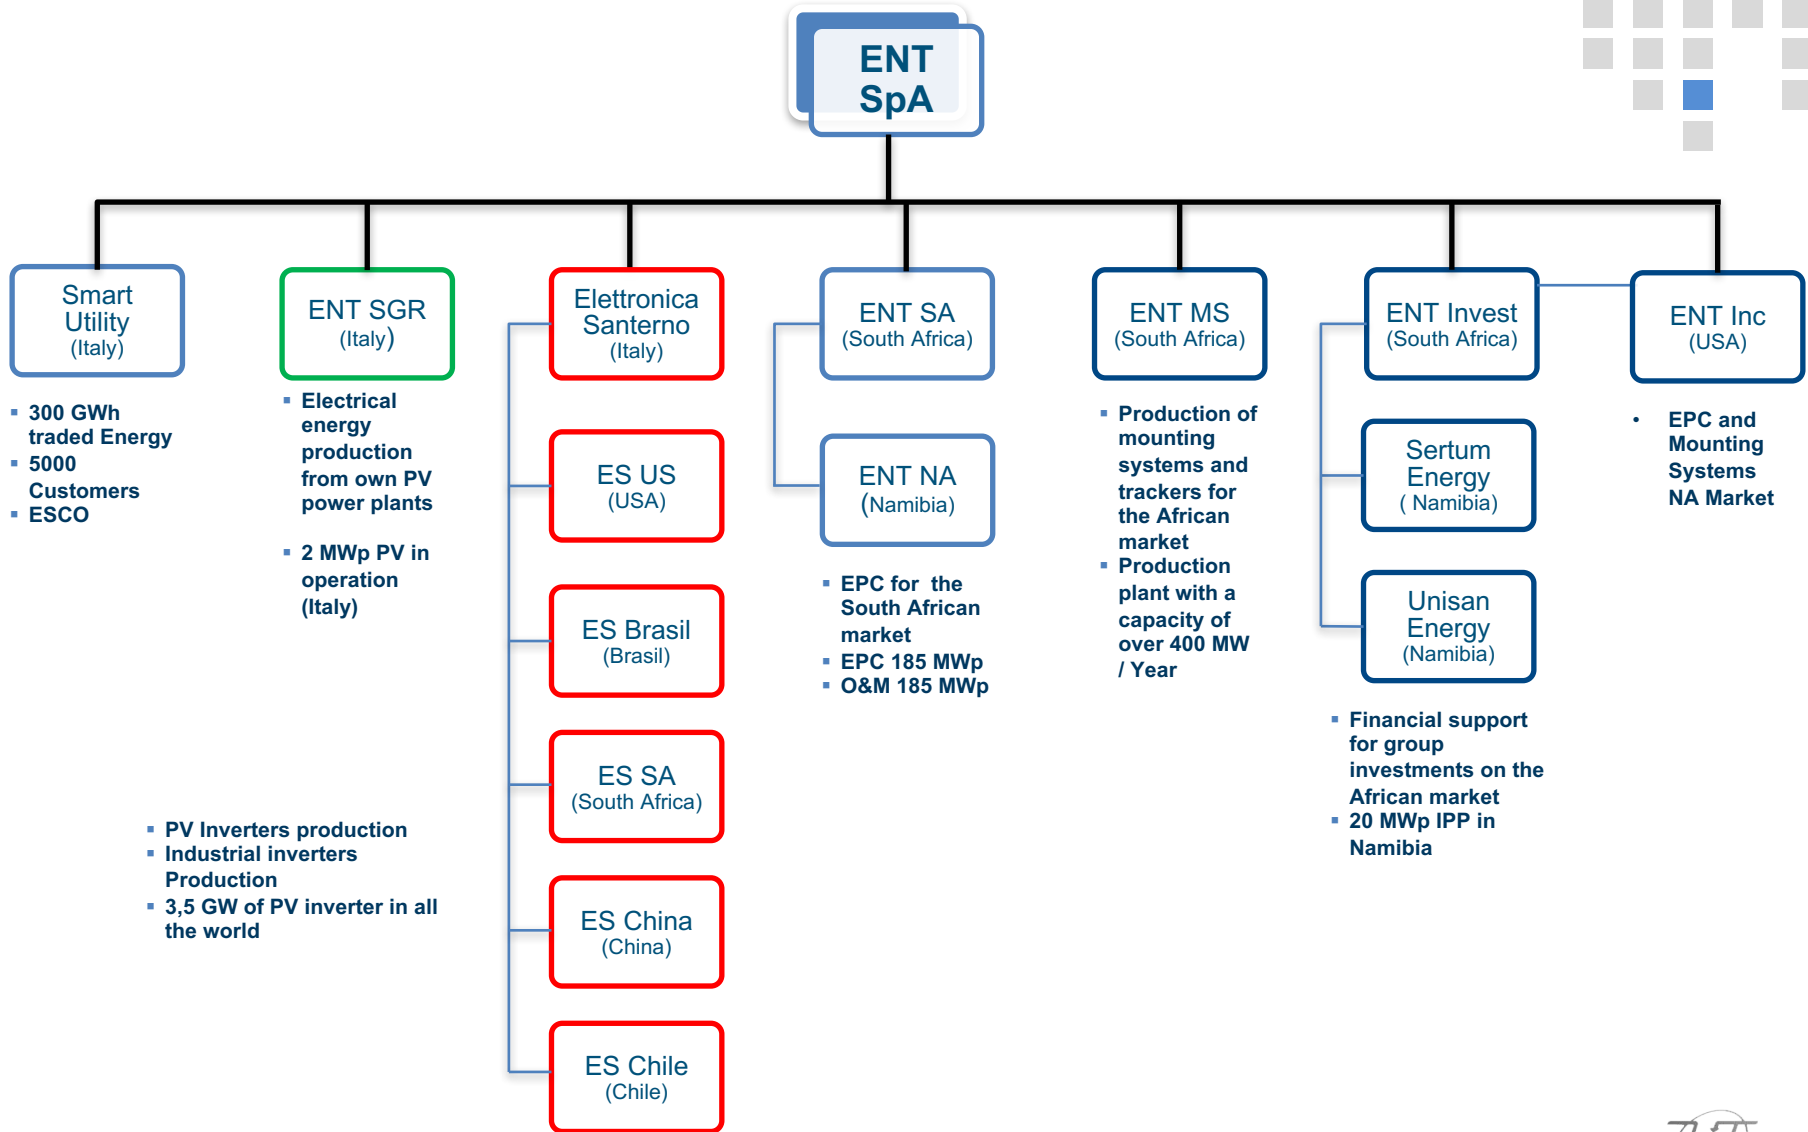 ENT
SpA
Smart
Utility
(Italy)
▪ 300 GWh
traded Energy
▪ 5000
Customers
▪ ESCO
ENT SGR
(Italy)
▪ Electrical
energy
production
from own PV
power plants
▪ 2 MWp PV in
operation
(Italy)
Elettronica
Santerno
(Italy)
ES US
(USA)
ES Brasil
(Brasil)
ES SA
(South Africa)
ES China
(China)
ES Chile
(Chile)
▪ PV Inverters production
▪ Industrial inverters
Production
▪ 3,5 GW of PV inverter in all
the world
ENT SA
(South Africa)
ENT NA
(Namibia)
▪ EPC for the
South African
market
▪ EPC 185 MWp
▪ O&M 185 MWp
ENT MS
(South Africa)
▪ Production of
mounting
systems and
trackers for
the African
market
▪ Production
plant with a
capacity of
over 400 MW
/ Year
ENT Invest
(South Africa)
Sertum
Energy
( Namibia)
Unisan
Energy
(Namibia)
▪ Financial support
for group
investments on the
African market
▪ 20 MWp IPP in
Namibia
ENT Inc
(USA)
• EPC and
Mounting
Systems
NA Market